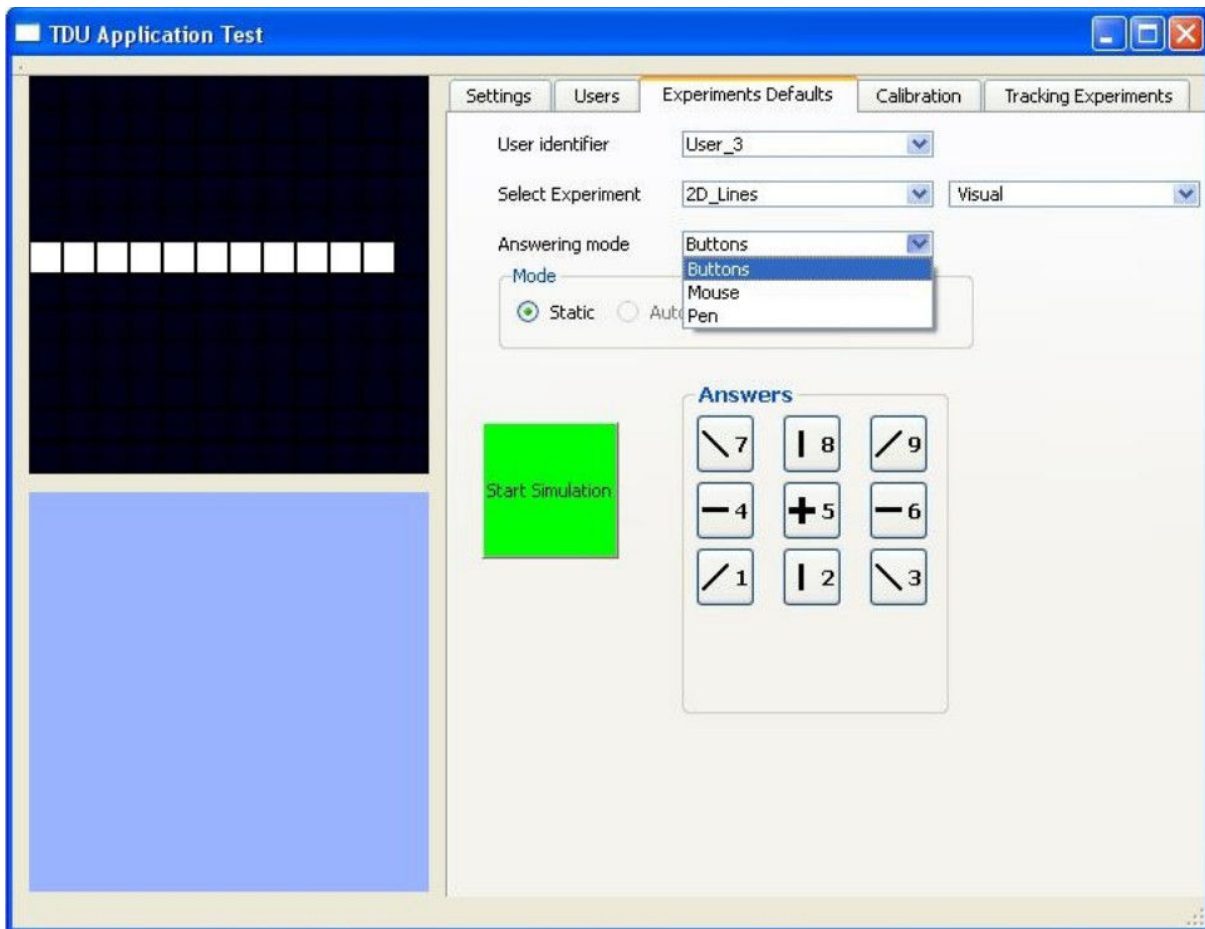 TDU Application Test
Settings Users Experiments Defaults Calibration Tracking Experiments
User identifier User_3
Select Experiment 2D_Lines Visual
Answering mode Buttons
Buttons
Mode
Mouse
Static Auto
Pen
Answers
7 8 9
Start Simulation
4 5 6
1 2 3